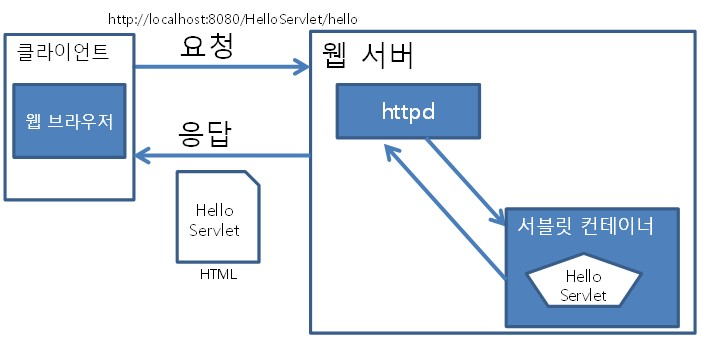 http://localhost:8080/HelloServlet/hello
클라이언트
요청
웹 서버
웹 브라우저
httpd
응답
Hello
Servlet
HTML
서블릿 컨테이너
Hello
Servlet